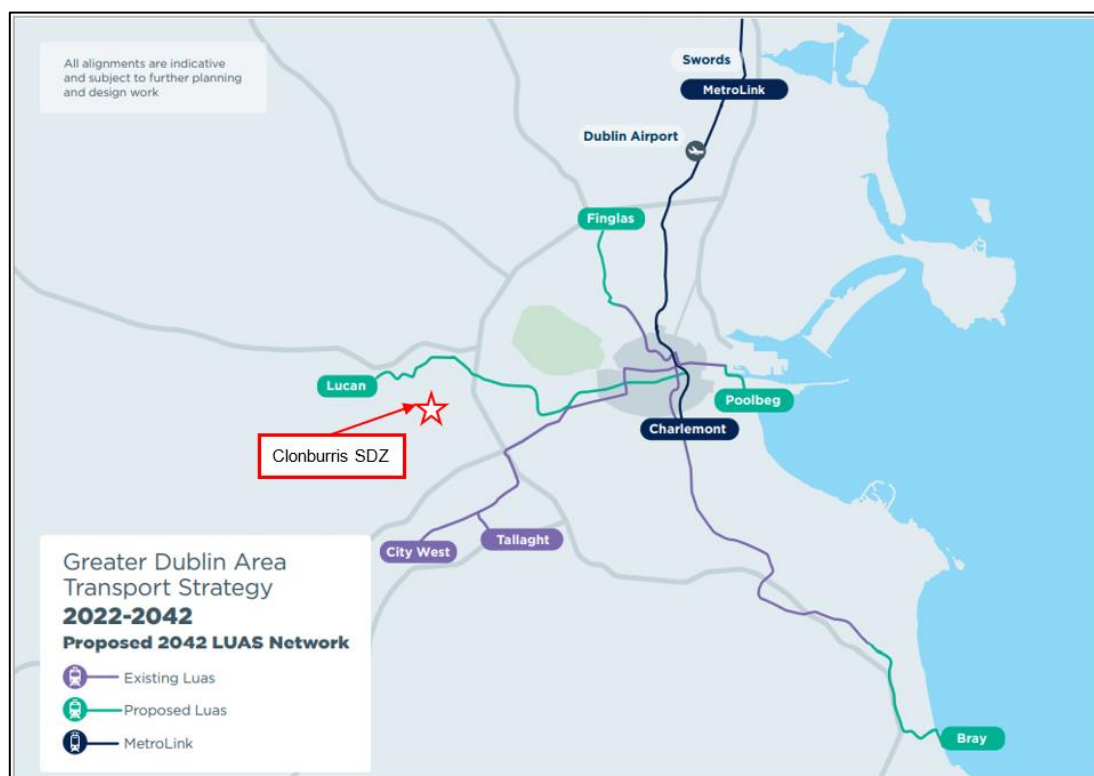 All alignments are indicative
and subject to further planning
and design work
Swords
MetroLink
Dublin Airport
Finglas
Lucan
Poolbeg
Charlemont
Clonburris SDZ
City West
Tallaght
Bray
Greater Dublin Area
Transport Strategy
2022-2042
Proposed 2042 LUAS Network
Existing Luas
Proposed Luas
MetroLink